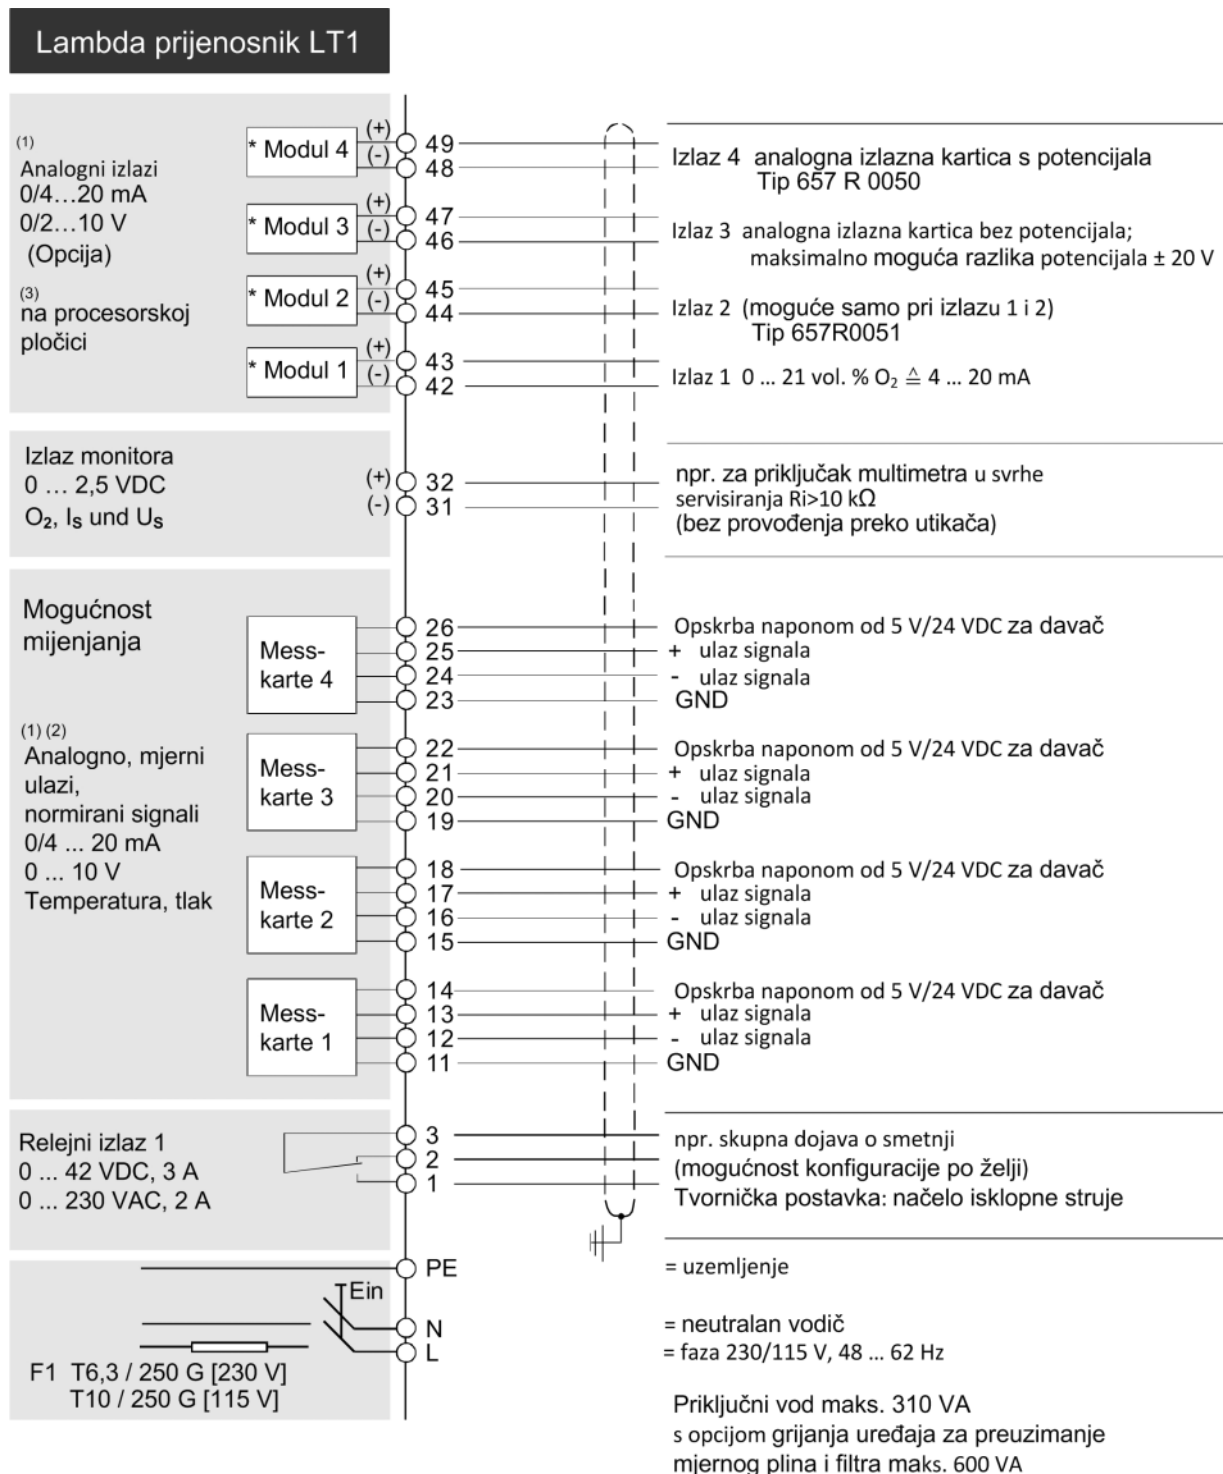 Lambda prijenosnik LT1
(1)
Analogni izlazi
0/4...20 mA
0/2...10 V
(Opcija)
(3)
na procesorskoj
pločici
* Modul 4
(+)
(-)
49
48
Izlaz 4 analogna izlazna kartica s potencijala
Tip 657 R 0050
* Modul 3
(+)
(-)
47
46
Izlaz 3 analogna izlazna kartica bez potencijala;
maksimalno moguća razlika potencijala ± 20 V
* Modul 2
(+)
(-)
45
44
Izlaz 2 (moguće samo pri izlazu 1 i 2)
Tip 657R0051
* Modul 1
(+)
(-)
43
42
Izlaz 1 0 ... 21 vol. % O₂ ≙ 4 ... 20 mA
Izlaz monitora
0 ... 2,5 VDC
O₂, Iₛ und Uₛ
(+)
(-)
32
31
npr. za priključak multimetra u svrhe
servisiranja Ri>10 kΩ
(bez provođenja preko utikača)
Mogućnost
mijenjanja
(1) (2)
Analogno, mjerni
ulazi,
normirani signali
0/4 ... 20 mA
0 ... 10 V
Temperatura, tlak
Mess-
karte 4
26
25
24
23
Opskrba naponom od 5 V/24 VDC za davač
+ ulaz signala
- ulaz signala
GND
Mess-
karte 3
22
21
20
19
Opskrba naponom od 5 V/24 VDC za davač
+ ulaz signala
- ulaz signala
GND
Mess-
karte 2
18
17
16
15
Opskrba naponom od 5 V/24 VDC za davač
+ ulaz signala
- ulaz signala
GND
Mess-
karte 1
14
13
12
11
Opskrba naponom od 5 V/24 VDC za davač
+ ulaz signala
- ulaz signala
GND
Relejni izlaz 1
0 ... 42 VDC, 3 A
0 ... 230 VAC, 2 A
3
2
1
npr. skupna dojava o smetnji
(mogućnost konfiguracije po želji)
Tvornička postavka: načelo isklopne struje
PE
= uzemljenje
Ein
N
= neutralan vodič
L
= faza 230/115 V, 48 ... 62 Hz
F1 T6,3 / 250 G [230 V]
T10 / 250 G [115 V]
Priključni vod maks. 310 VA
s opcijom grijanja uređaja za preuzimanje
mjernog plina i filtra maks. 600 VA